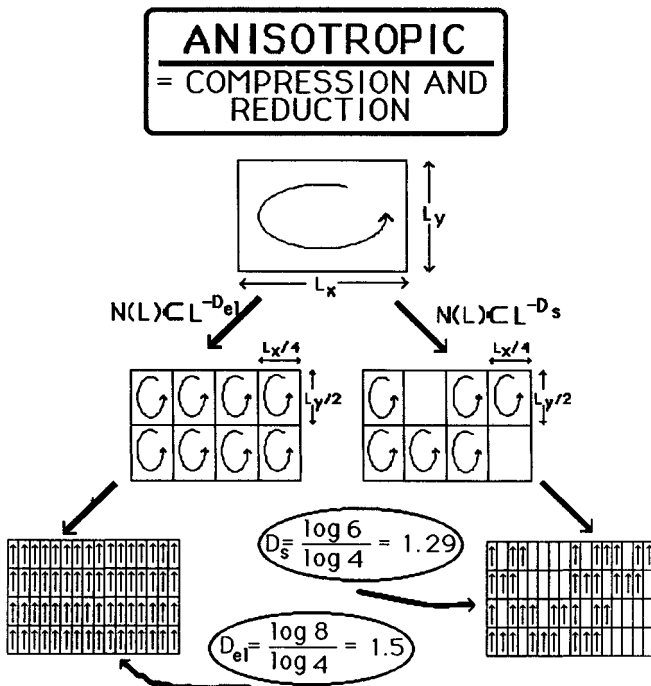 ANISOTROPIC
= COMPRESSION AND
REDUCTION
Ly
Lx
N(L)⊂L^-Del
N(L)⊂L^-Ds
Lx/4
Lx/4
Ly/2
Ly/2
Ds = log 6 / log 4 = 1.29
Del = log 8 / log 4 = 1.5